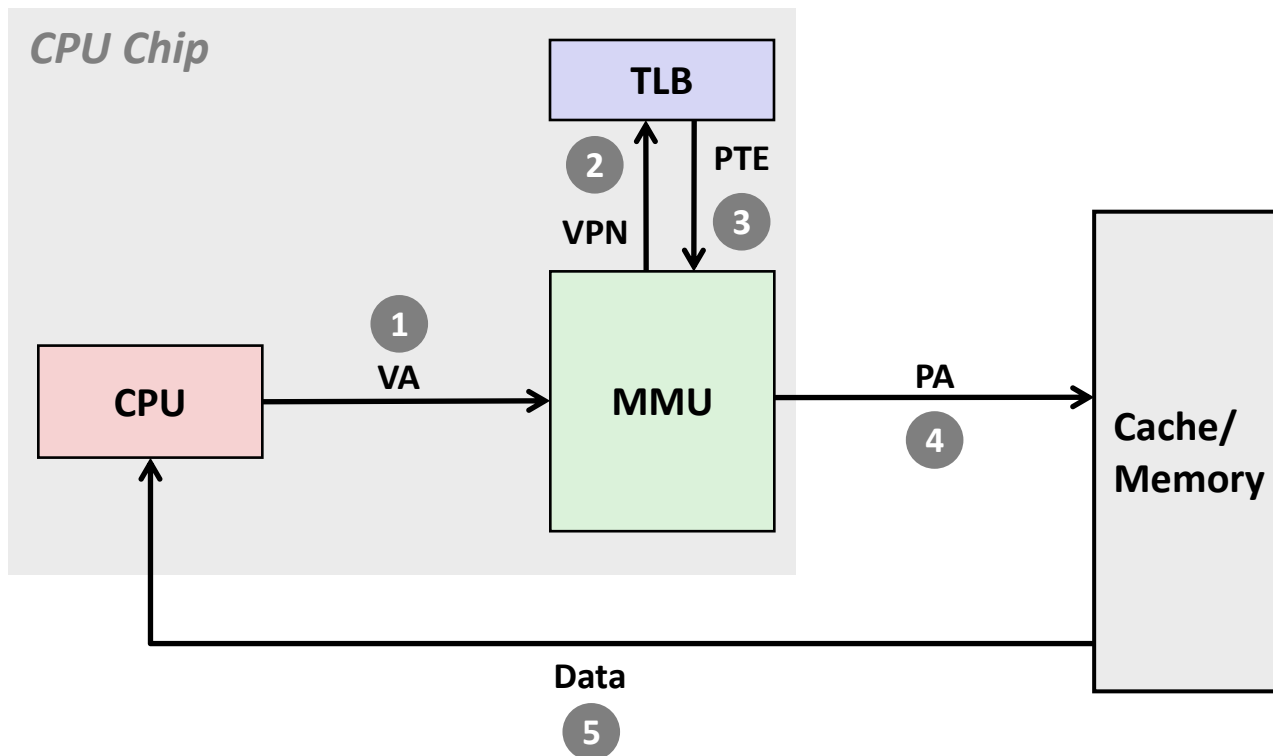 CPU Chip
TLB
2
PTE
VPN
3
1
VA
CPU
MMU
PA
4
Cache/
Memory
Data
5